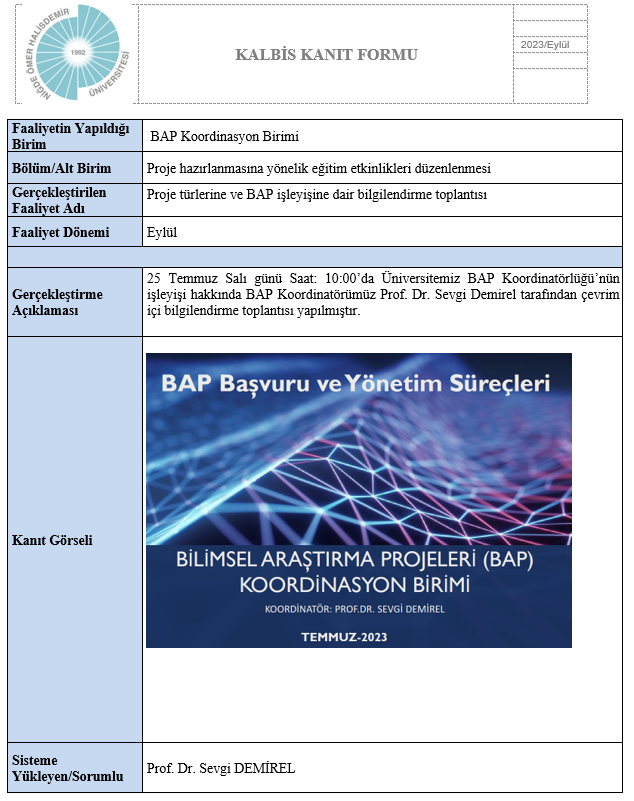 NİĞDE ÖMER HALİSDEMİR
ÜNİVERSİTESİ
1992
KALBİS KANIT FORMU
2023/Eylül
Faaliyetin Yapıldığı
Birim
BAP Koordinasyon Birimi
Bölüm/Alt Birim
Proje hazırlanmasına yönelik eğitim etkinlikleri düzenlenmesi
Gerçekleştirilen
Faaliyet Adı
Proje türlerine ve BAP işleyişine dair bilgilendirme toplantısı
Faaliyet Dönemi
Eylül
Gerçekleştirme
Açıklaması
25 Temmuz Salı günü Saat: 10:00’da Üniversitemiz BAP Koordinatörlüğü’nün
işleyişi hakkında BAP Koordinatörümüz Prof. Dr. Sevgi Demirel tarafından çevrim
içi bilgilendirme toplantısı yapılmıştır.
Kanıt Görseli
BAP Başvuru ve Yönetim Süreçleri
BİLİMSEL ARAŞTIRMA PROJELERİ (BAP)
KOORDİNASYON BİRİMİ
KOORDİNATÖR: PROF.DR. SEVGİ DEMIREL
TEMMUZ-2023
Sisteme
Yükleyen/Sorumlu
Prof. Dr. Sevgi DEMİREL